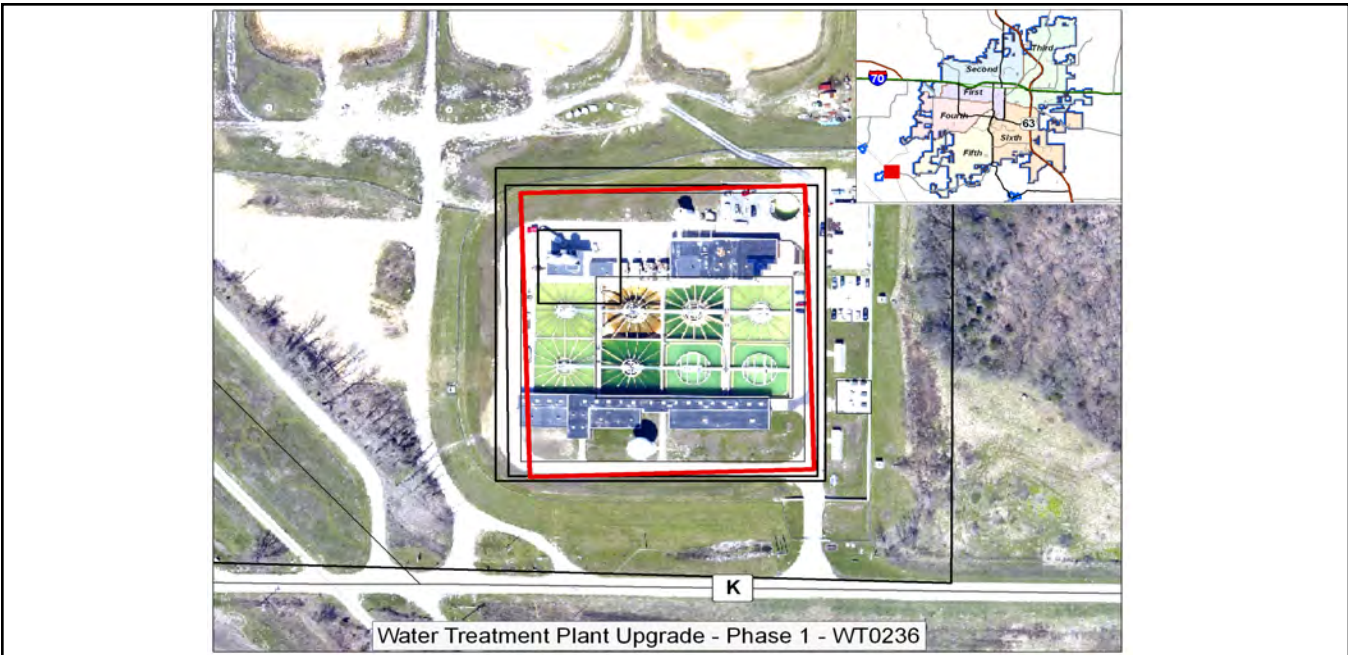 Third
Second
70
First
Fourth
63
Sixth
Fifth
K
Water Treatment Plant Upgrade - Phase 1 - WT0236